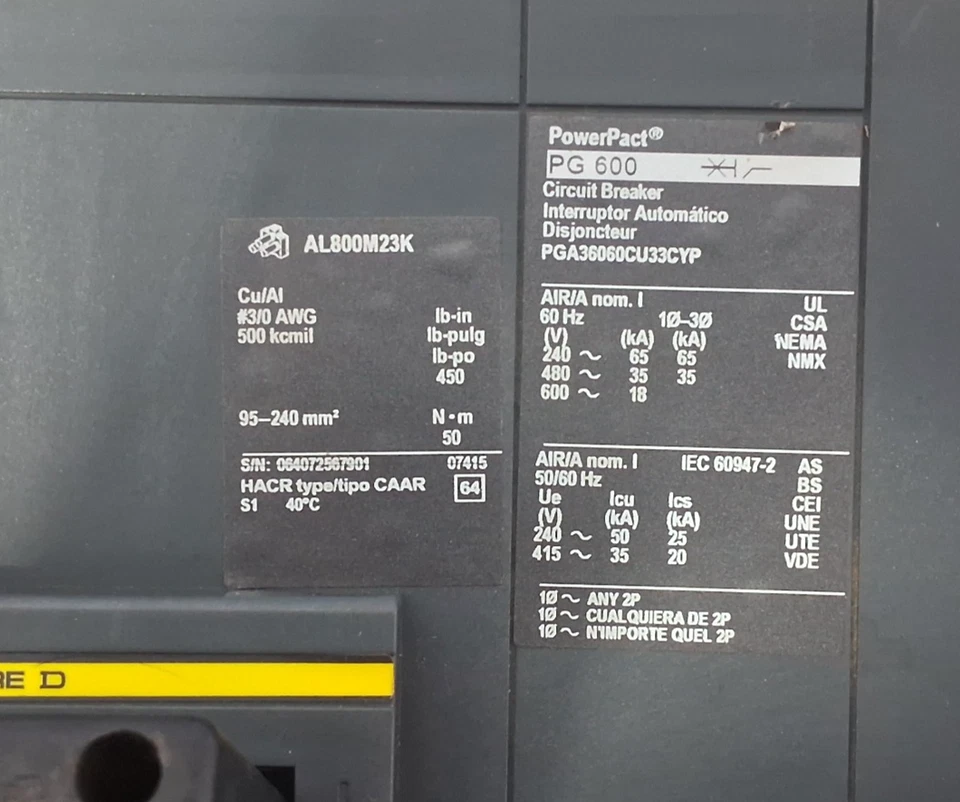 AL800M23K
Cu/Al
#3/0 AWG lb-in
500 kcmil lb-pulg
lb-po
450
95–240 mm² N•m
50
S/N: 064072567901 07415
HACR type/tipo CAAR 64
S1 40°C
PowerPact®
PG 600
Circuit Breaker
Interruptor Automático
Disjoncteur
PGA36060CU33CYP
AIR/A nom. I UL
60 Hz 1Ø–3Ø CSA
(V) (kA) (kA) NEMA
240 ~ 65 65 NMX
480 ~ 35 35
600 ~ 18
AIR/A nom. I IEC 60947-2 AS
50/60 Hz BS
Ue Icu Ics CEI
(V) (kA) (kA) UNE
240 ~ 50 25 UTE
415 ~ 35 20 VDE
1Ø ~ ANY 2P
1Ø ~ CUALQUIERA DE 2P
1Ø ~ N'IMPORTE QUEL 2P
RE D